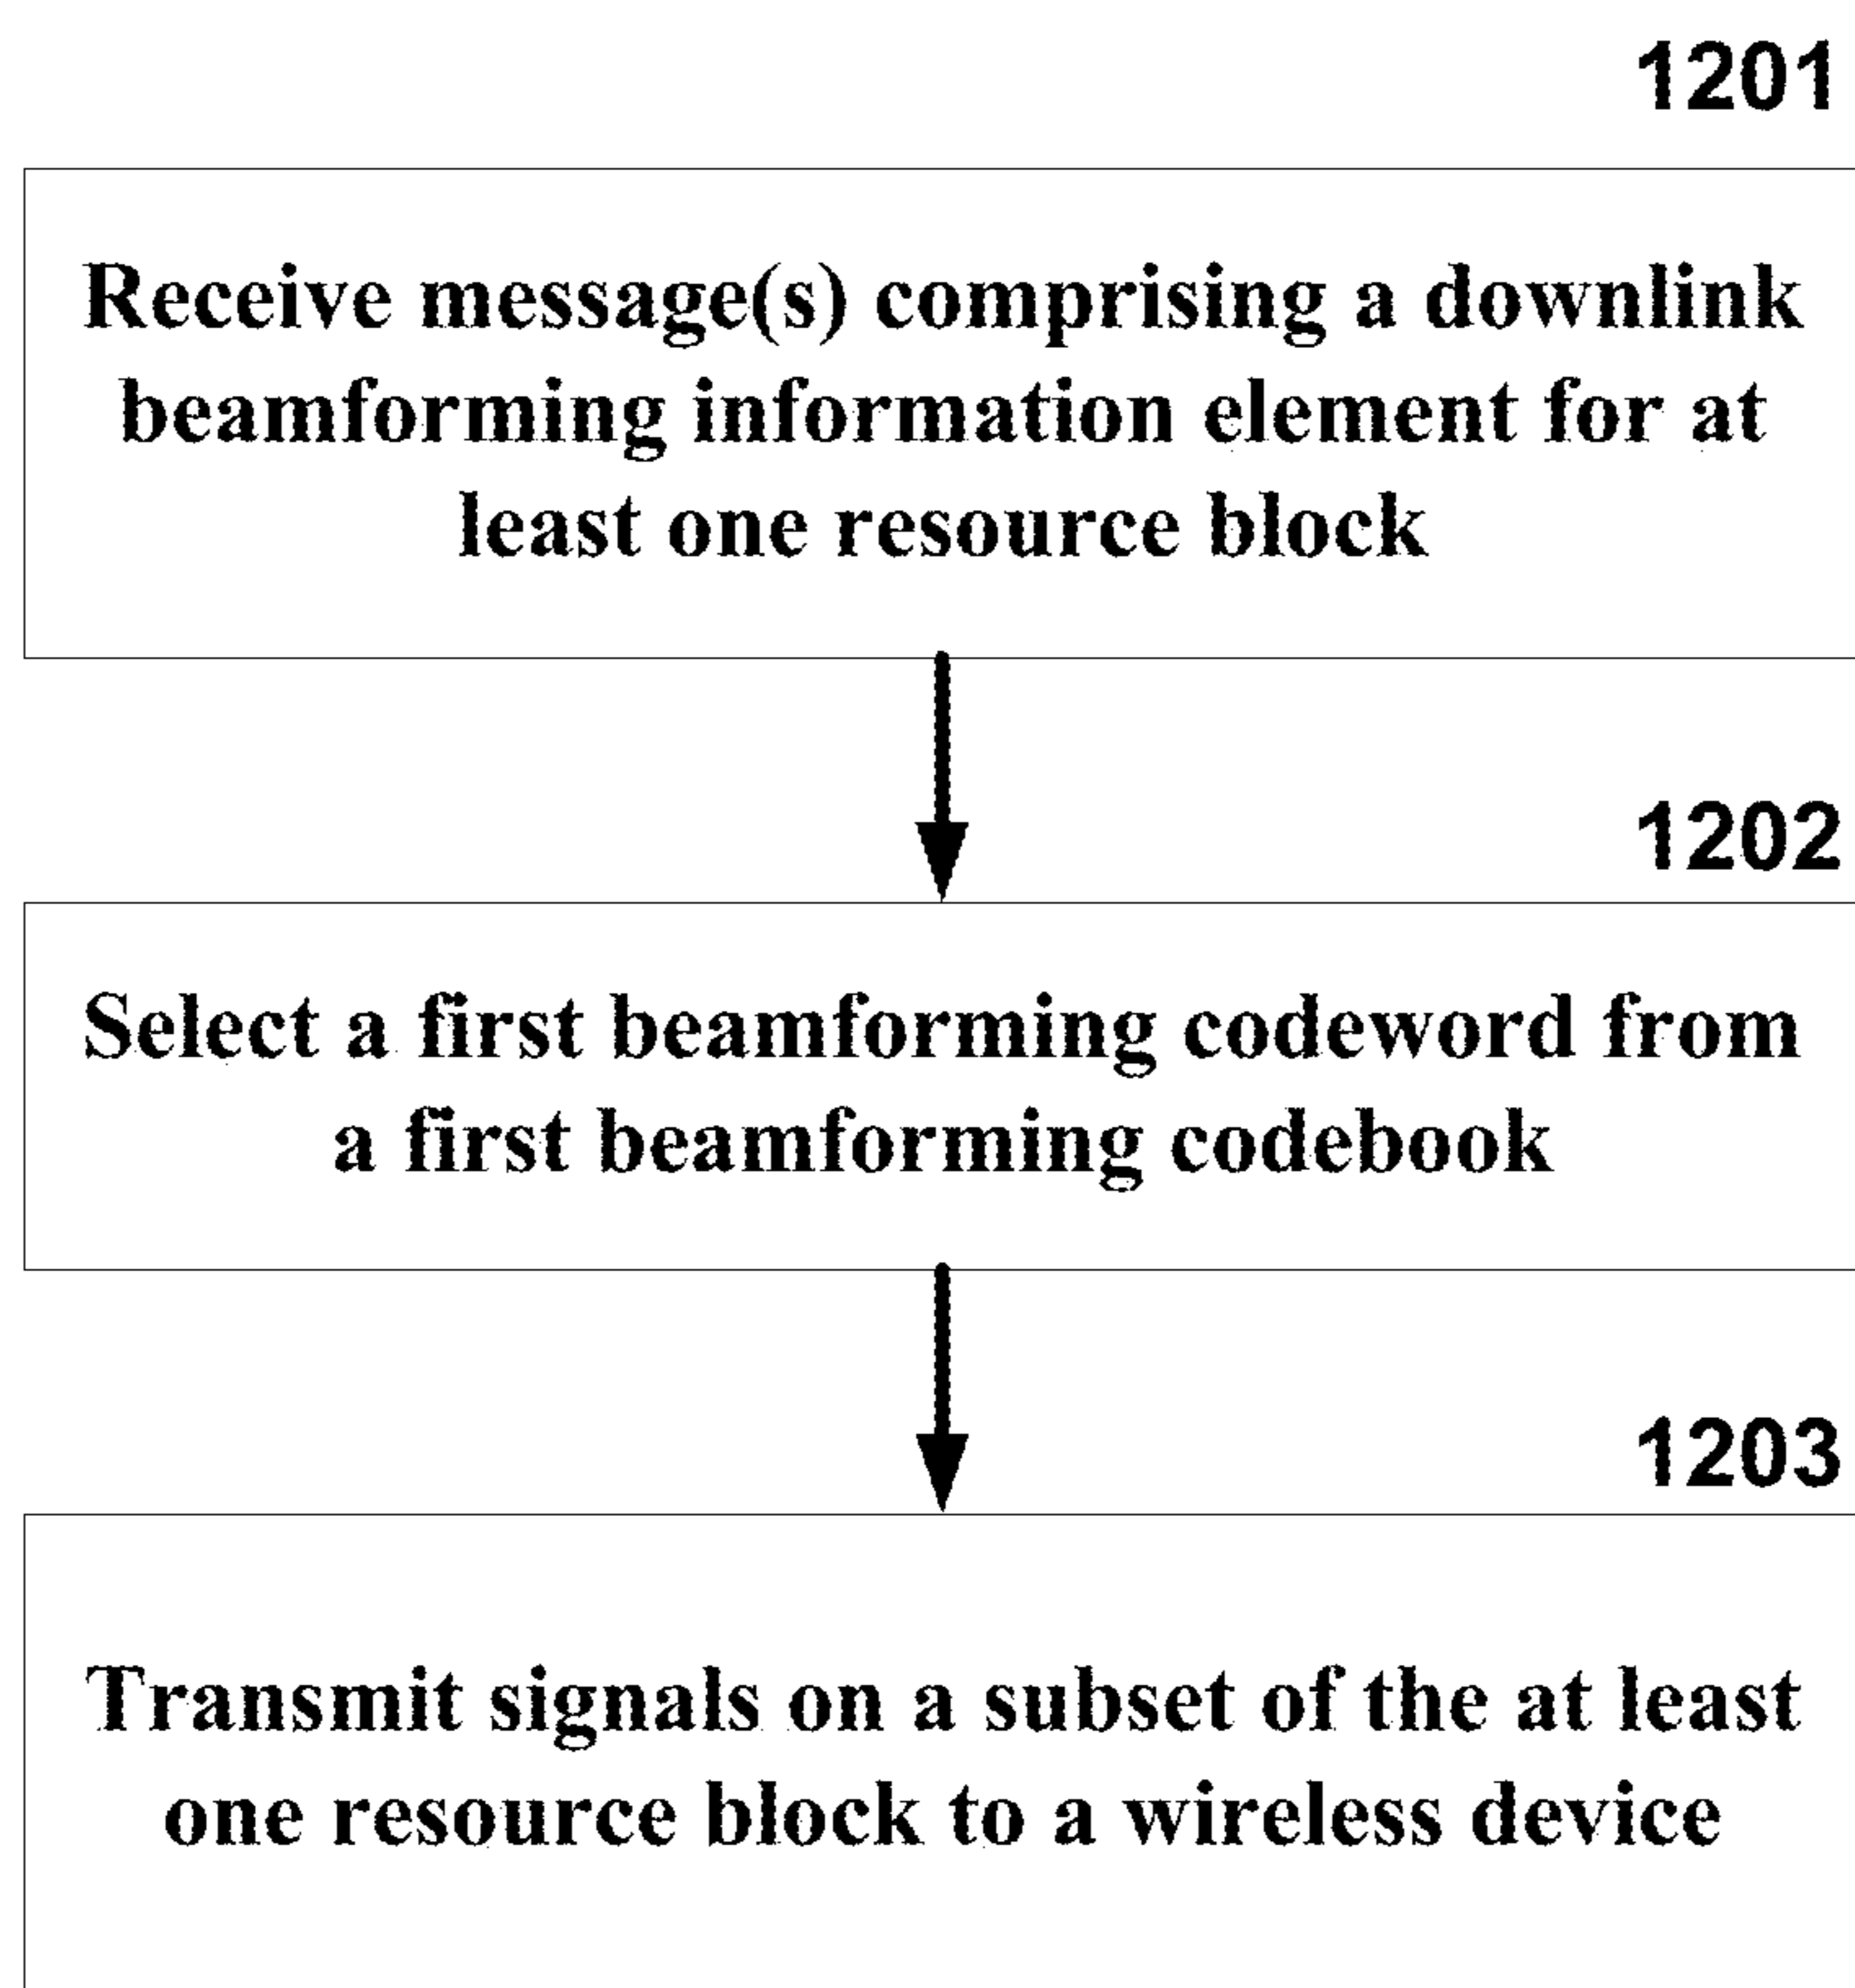 1201
Receive message(s) comprising a downlink
beamforming information element for at
least one resource block
1202
Select a first beamforming codeword from
a first beamforming codebook
1203
Transmit signals on a subset of the at least
one resource block to a wireless device